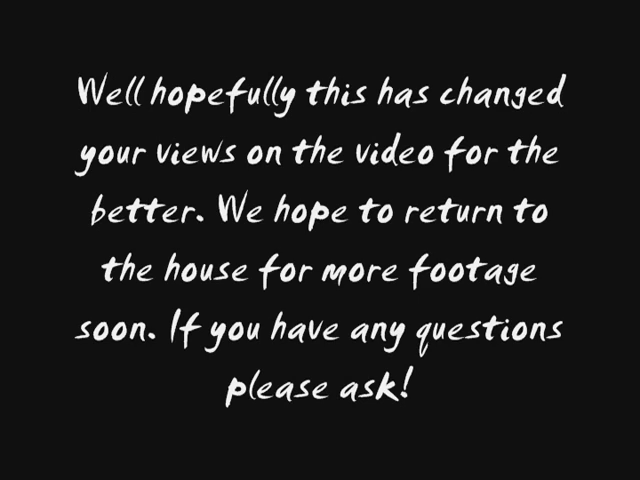 Well hopefully this has changed
your views on the video for the
better. We hope to return to
the house for more footage
soon. If you have any questions
please ask!